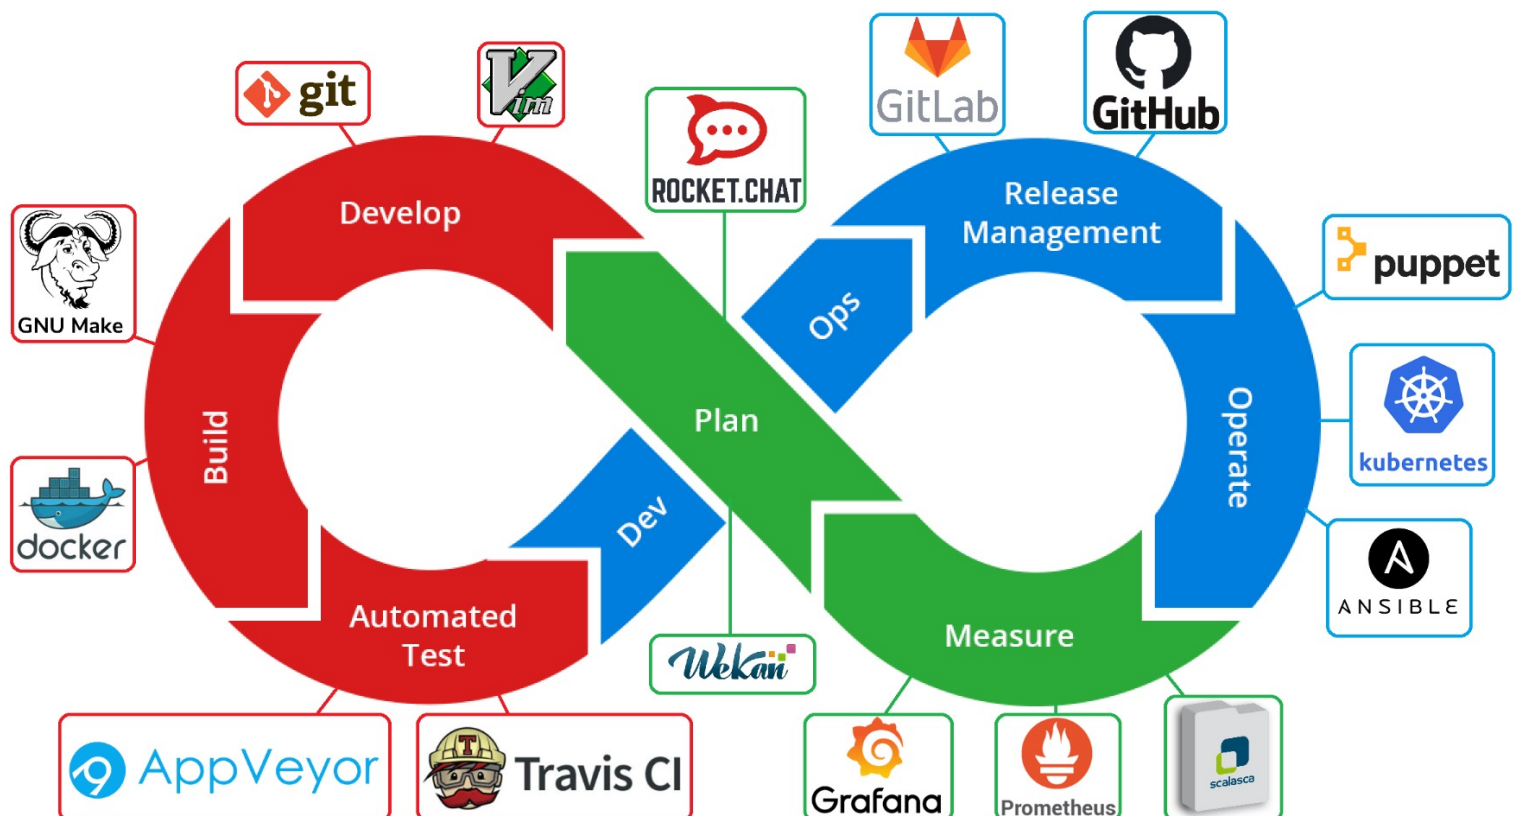 git
Vim
ROCKET.CHAT
GitLab
GitHub
Develop
Release
Management
GNU Make
puppet
Ops
Plan
Build
Operate
kubernetes
docker
Dev
ANSIBLE
Automated
Test
Measure
WeKan
AppVeyor
T
Travis CI
Grafana
Prometheus
scalasca